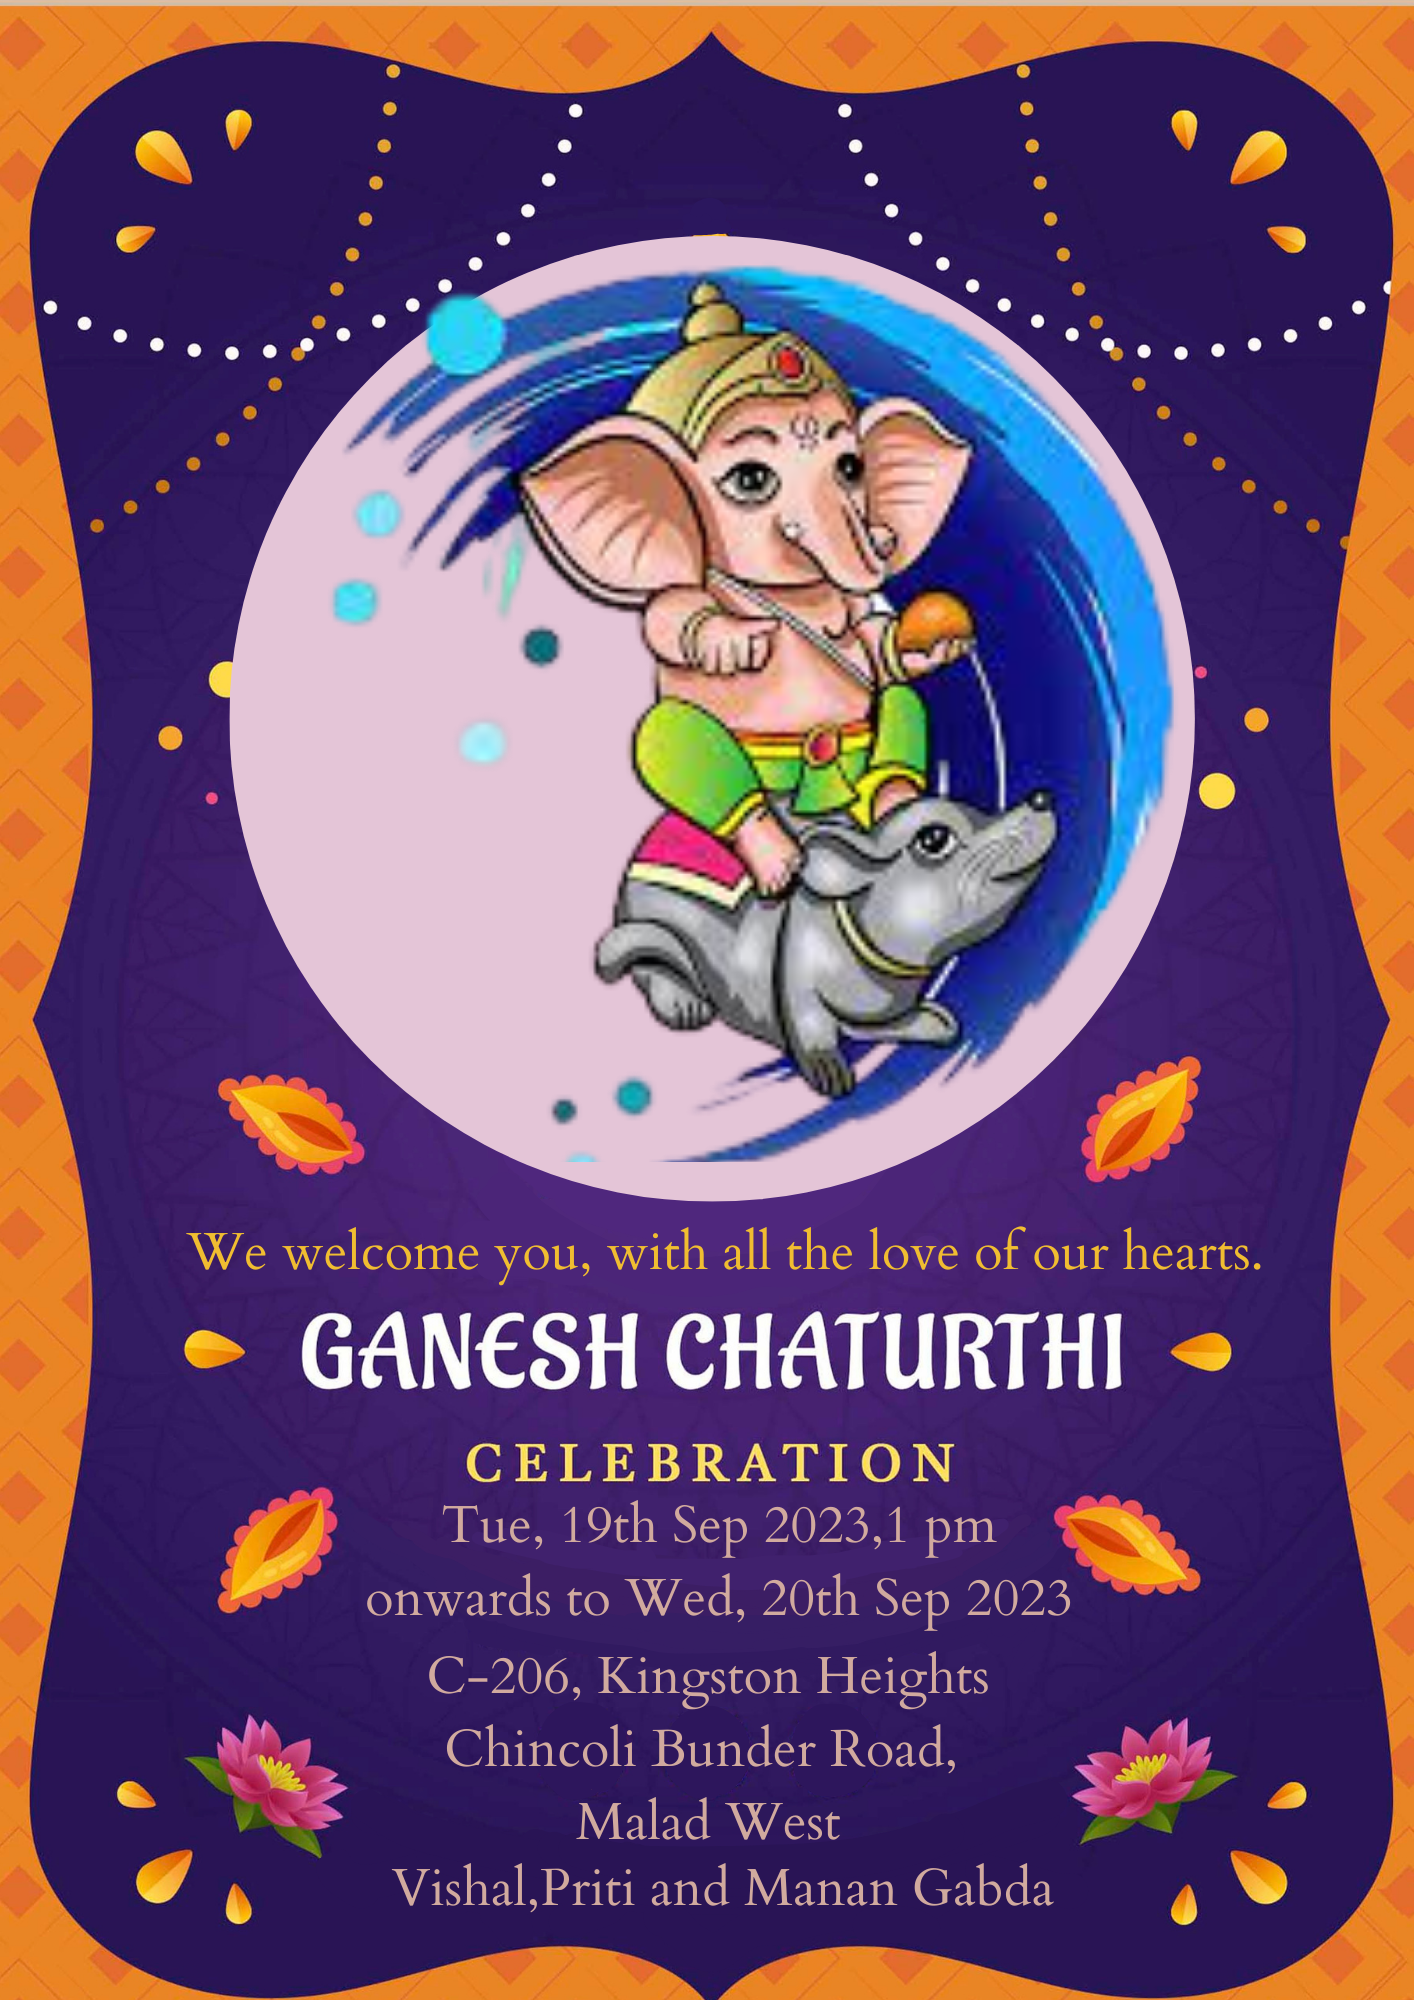 We welcome you, with all the love of our hearts.
GANESH CHATURTHI
CELEBRATION
Tue, 19th Sep 2023,1 pm
onwards to Wed, 20th Sep 2023
C-206, Kingston Heights
Chincoli Bunder Road,
Malad West
Vishal,Priti and Manan Gabda